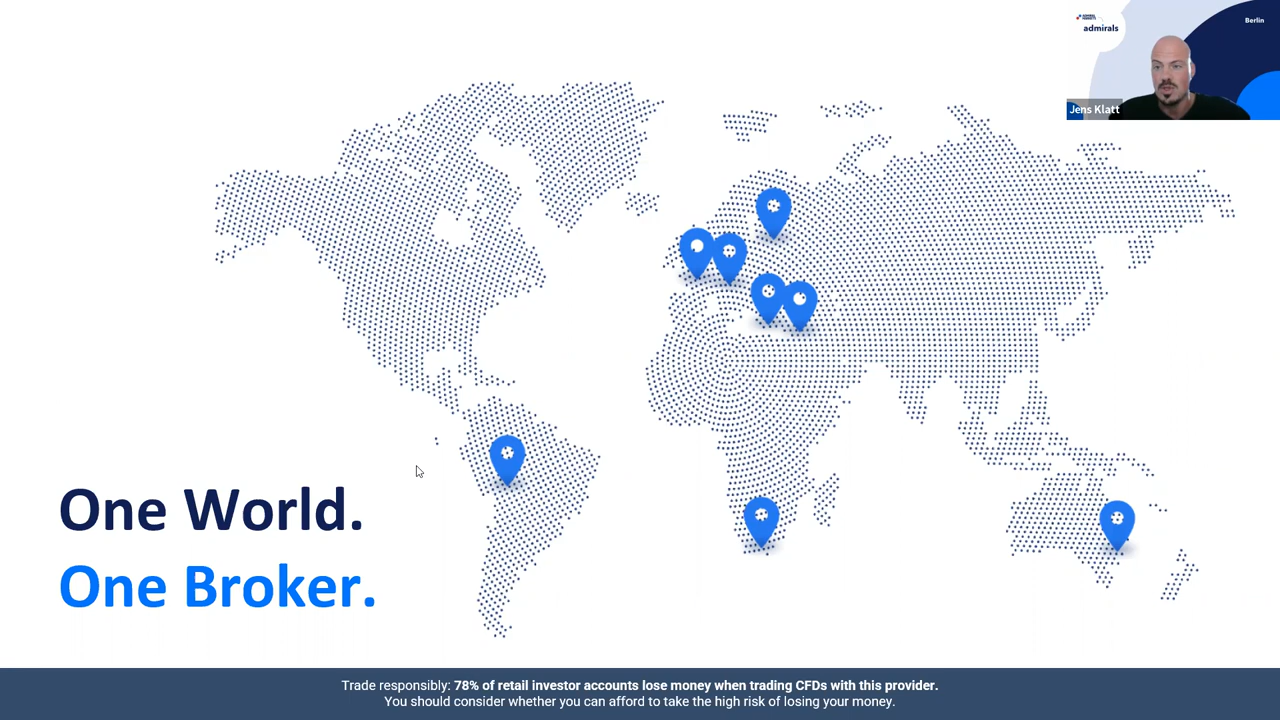 admirals
Berlin
Jens Klatt
One World.
One Broker.
Trade responsibly: 78% of retail investor accounts lose money when trading CFDs with this provider.
You should consider whether you can afford to take the high risk of losing your money.